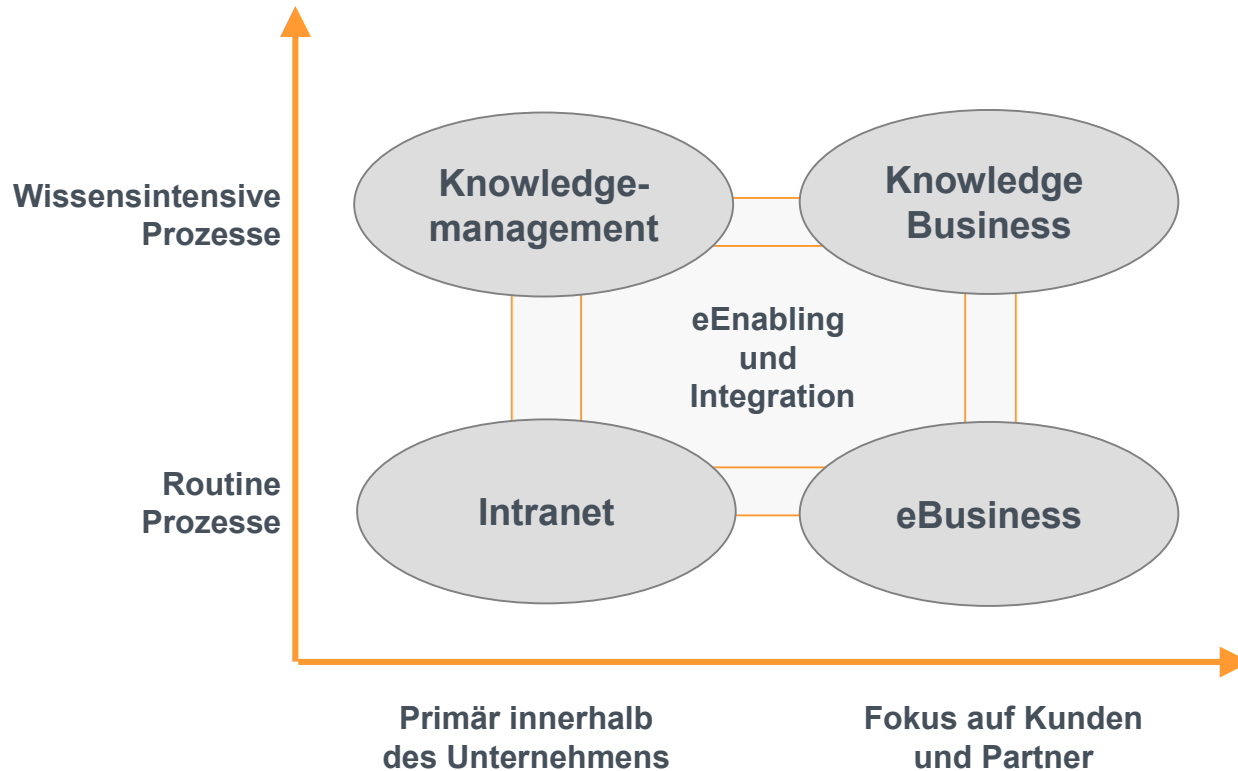 Wissensintensive
Prozesse
Knowledge-
management
Knowledge
Business
eEnabling
und
Integration
Routine
Prozesse
Intranet
eBusiness
Primär innerhalb
des Unternehmens
Fokus auf Kunden
und Partner